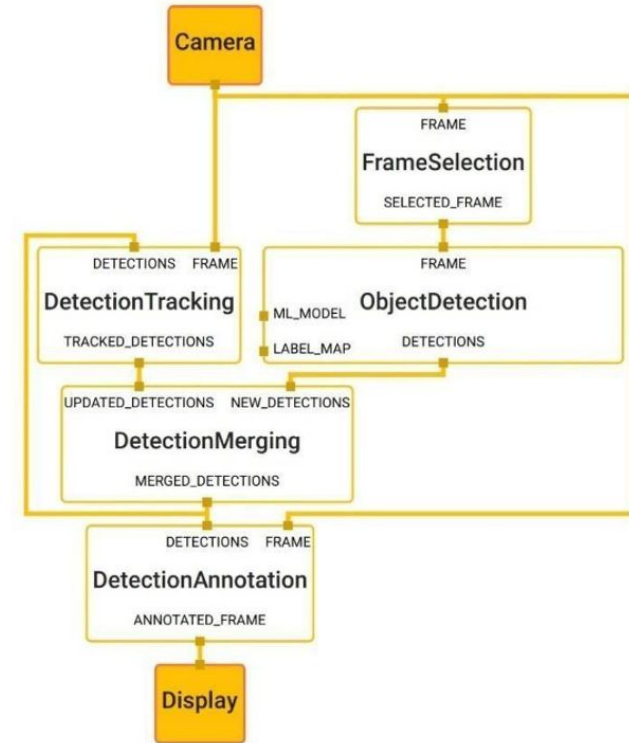 Camera
FRAME
FrameSelection
SELECTED_FRAME
DETECTIONS FRAME
DetectionTracking
TRACKED_DETECTIONS
FRAME
ObjectDetection
ML_MODEL
LABEL_MAP
DETECTIONS
UPDATED_DETECTIONS NEW_DETECTIONS
DetectionMerging
MERGED_DETECTIONS
DETECTIONS FRAME
DetectionAnnotation
ANNOTATED_FRAME
Display